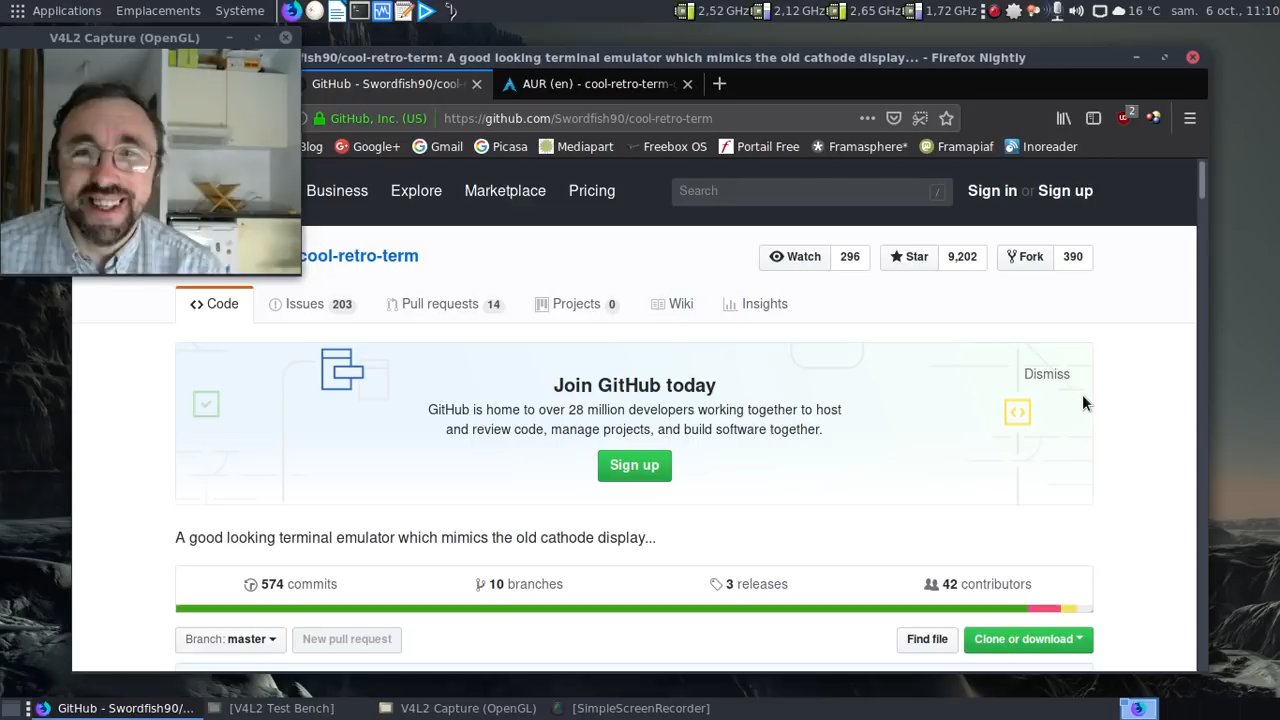 Applications Emplacements Système 2,52 GHz 2,12 GHz 2,65 GHz 1,72 GHz 16 °C sam. 6 oct., 11:10
V4L2 Capture (OpenGL)
fish90/cool-retro-term: A good looking terminal emulator which mimics the old cathode display... - Firefox Nightly
GitHub - Swordfish90/cool- AUR (en) - cool-retro-term-
GitHub, Inc. (US) https://github.com/Swordfish90/cool-retro-term 2
Blog Google+ Gmail Picasa Mediapart Freebox OS Portail Free Framasphere* Framapiaf Inoreader
Business Explore Marketplace Pricing Search / Sign in or Sign up
cool-retro-term Watch 296 Star 9,202 Fork 390
Code Issues 203 Pull requests 14 Projects 0 Wiki Insights
Dismiss
Join GitHub today
GitHub is home to over 28 million developers working together to host
and review code, manage projects, and build software together.
Sign up
A good looking terminal emulator which mimics the old cathode display...
574 commits 10 branches 3 releases 42 contributors
Branch: master New pull request Find file Clone or download
GitHub - Swordfish90/... [V4L2 Test Bench] V4L2 Capture (OpenGL) [SimpleScreenRecorder]